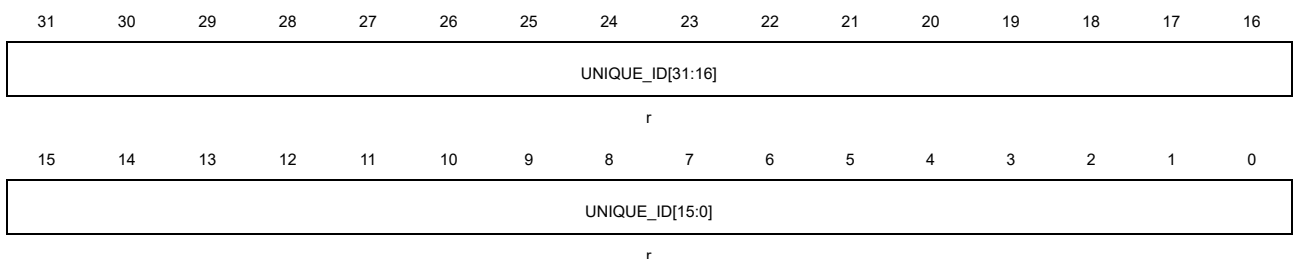 31 30 29 28 27 26 25 24 23 22 21 20 19 18 17 16
UNIQUE_ID[31:16]
r
15 14 13 12 11 10 9 8 7 6 5 4 3 2 1 0
UNIQUE_ID[15:0]
r